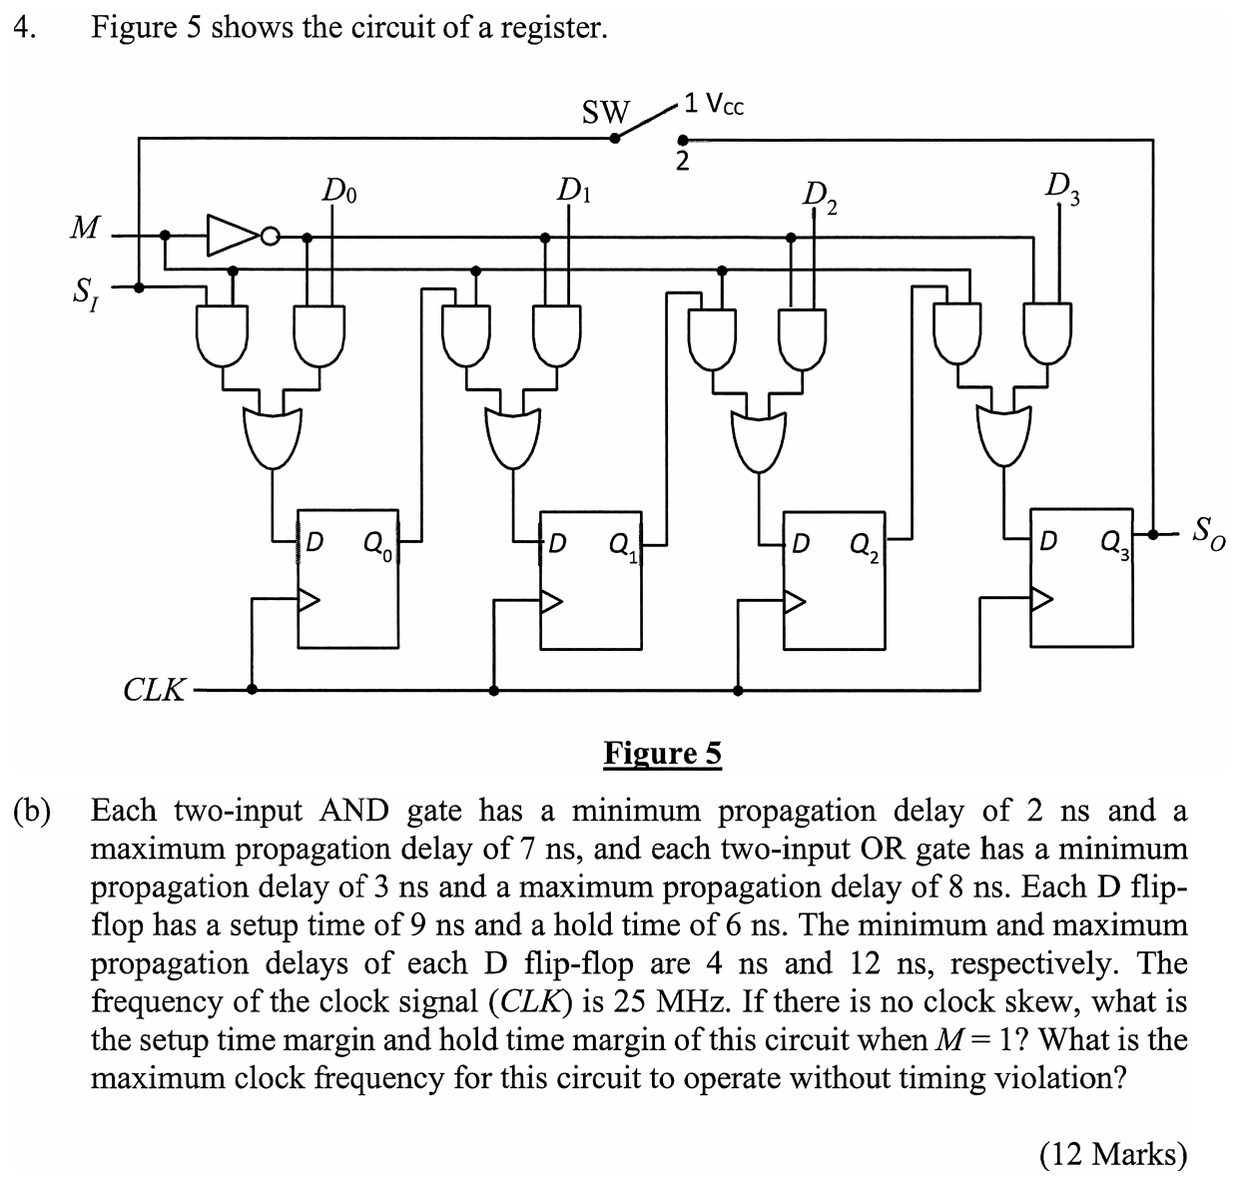 4. Figure 5 shows the circuit of a register.
SW 1 Vcc
2
D0 D1 D2 D3
M
SI
D Q0 D Q1 D Q2 D Q3 SO
CLK
Figure 5
(b) Each two-input AND gate has a minimum propagation delay of 2 ns and a
maximum propagation delay of 7 ns, and each two-input OR gate has a minimum
propagation delay of 3 ns and a maximum propagation delay of 8 ns. Each D flip-
flop has a setup time of 9 ns and a hold time of 6 ns. The minimum and maximum
propagation delays of each D flip-flop are 4 ns and 12 ns, respectively. The
frequency of the clock signal (CLK) is 25 MHz. If there is no clock skew, what is
the setup time margin and hold time margin of this circuit when M = 1? What is the
maximum clock frequency for this circuit to operate without timing violation?
(12 Marks)